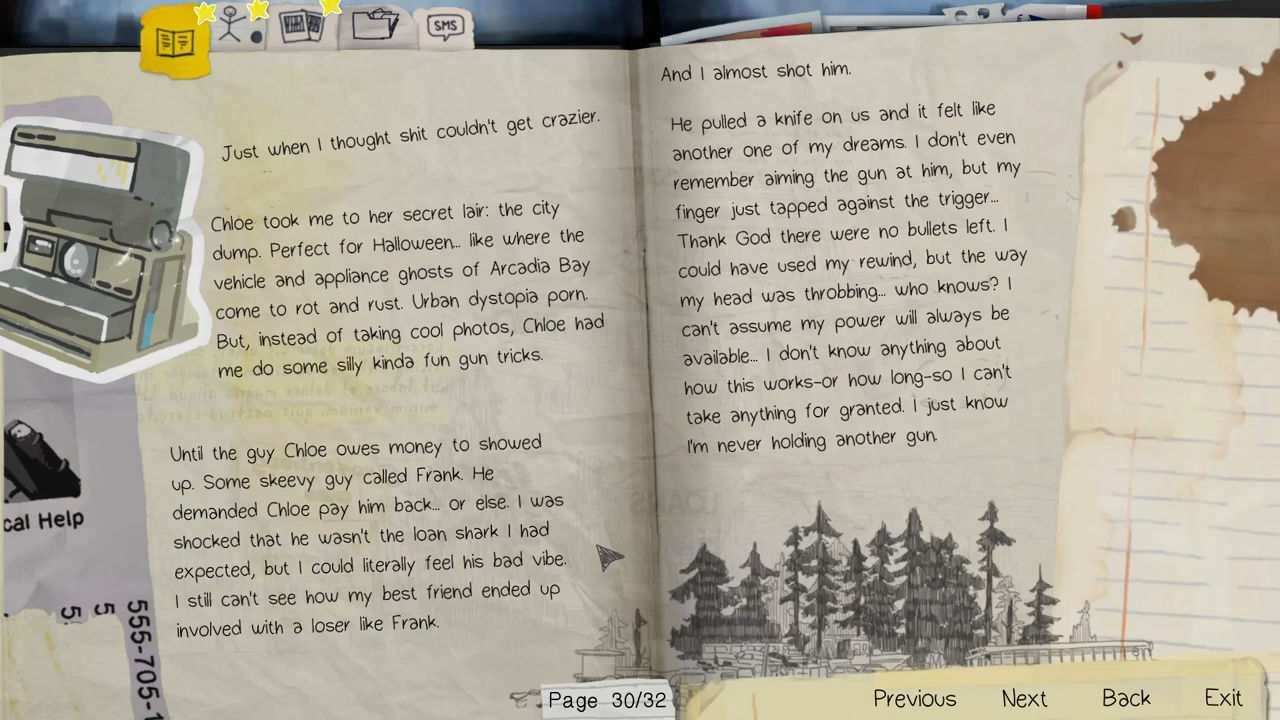 SMS
Just when I thought shit couldn't get crazier.
Chloe took me to her secret lair: the city
dump. Perfect for Halloween... like where the
vehicle and appliance ghosts of Arcadia Bay
come to rot and rust. Urban dystopia porn.
But, instead of taking cool photos, Chloe had
me do some silly kinda fun gun tricks.
Until the guy Chloe owes money to showed
up. Some skeevy guy called Frank. He
demanded Chloe pay him back... or else. I was
shocked that he wasn't the loan shark I had
expected, but I could literally feel his bad vibe.
I still can't see how my best friend ended up
involved with a loser like Frank.
cal Help
555-705-1
5
5
And I almost shot him.
He pulled a knife on us and it felt like
another one of my dreams. I don't even
remember aiming the gun at him, but my
finger just tapped against the trigger...
Thank God there were no bullets left. I
could have used my rewind, but the way
my head was throbbing... who knows? I
can't assume my power will always be
available... I don't know anything about
how this works-or how long-so I can't
take anything for granted. I just know
I'm never holding another gun.
Page 30/32
Previous Next Back Exit